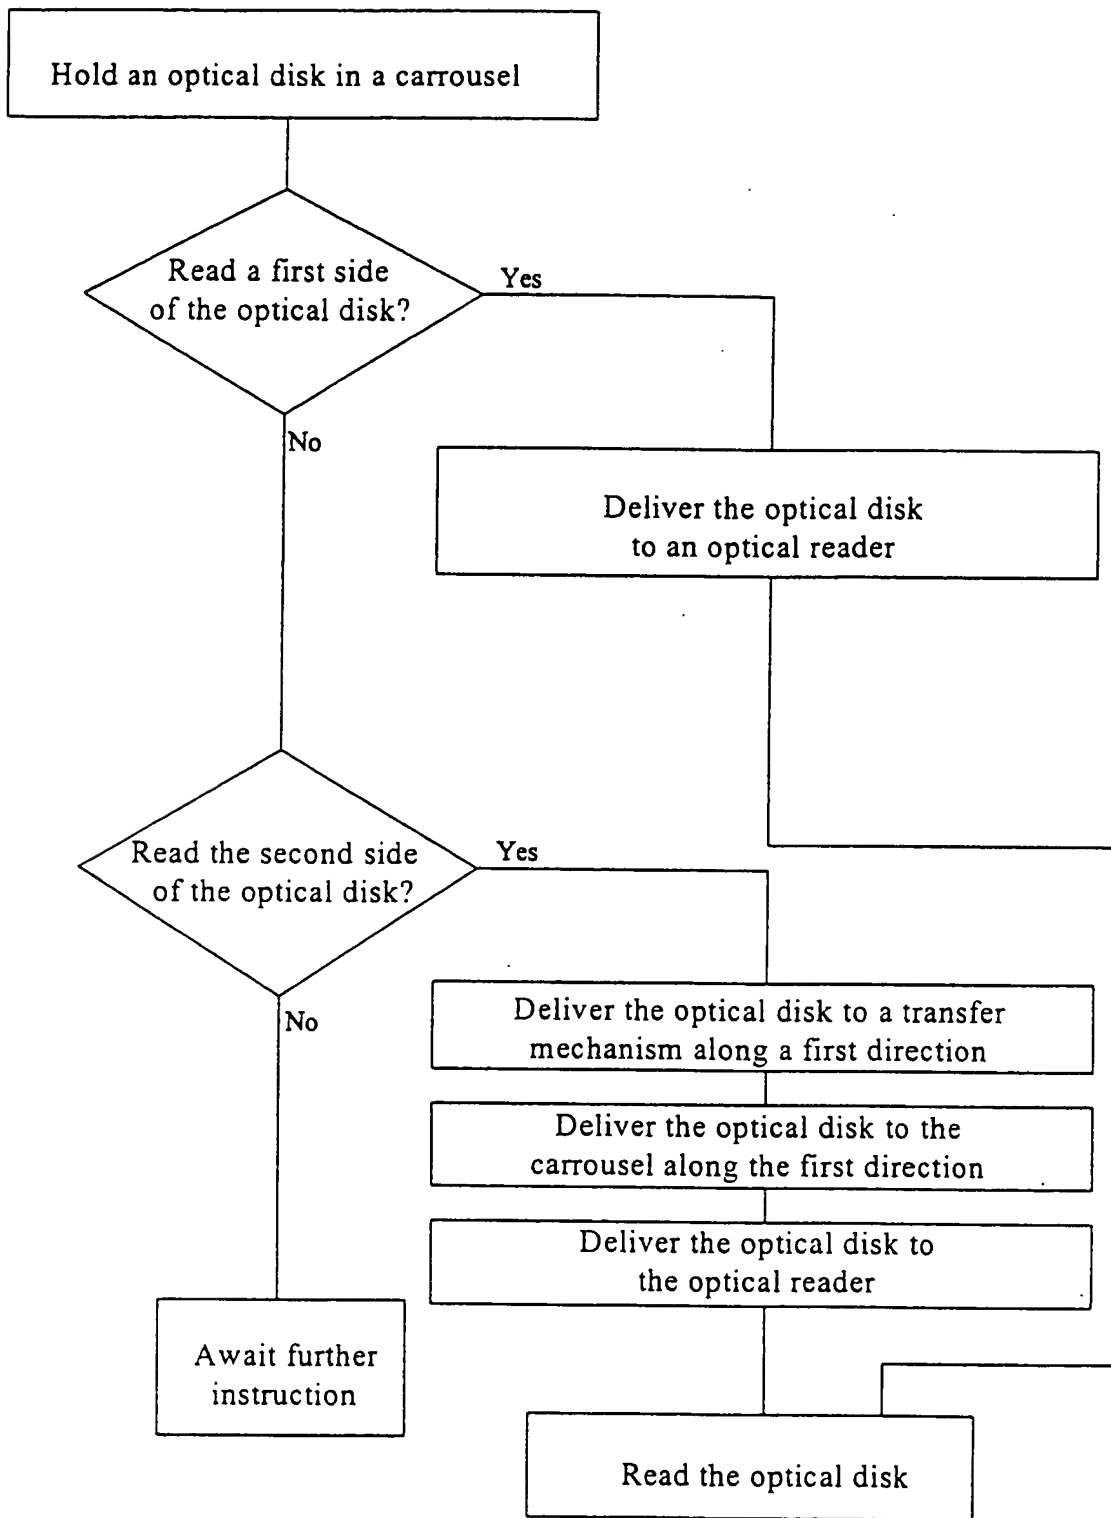 Hold an optical disk in a carrousel
Read a first side
of the optical disk?
Yes
No
Deliver the optical disk
to an optical reader
Read the second side
of the optical disk?
Yes
No
Deliver the optical disk to a transfer
mechanism along a first direction
Deliver the optical disk to the
carrousel along the first direction
Deliver the optical disk to
the optical reader
Await further
instruction
Read the optical disk